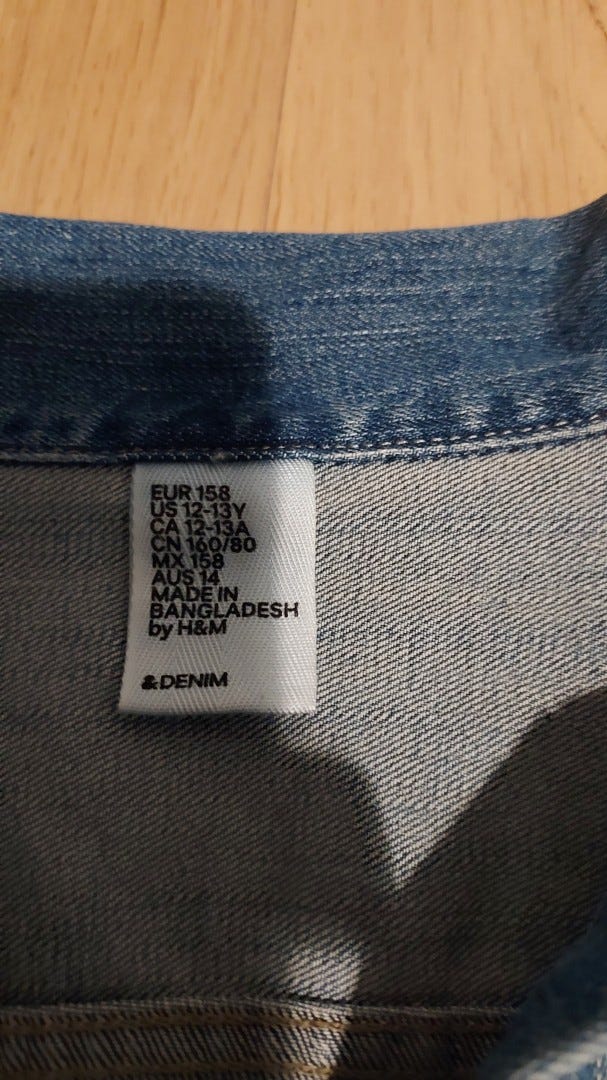 EUR 158
US 12-13Y
CA 12-13A
CN 160/80
MX 158
AUS 14
MADE IN
BANGLADESH
by H&M
&DENIM